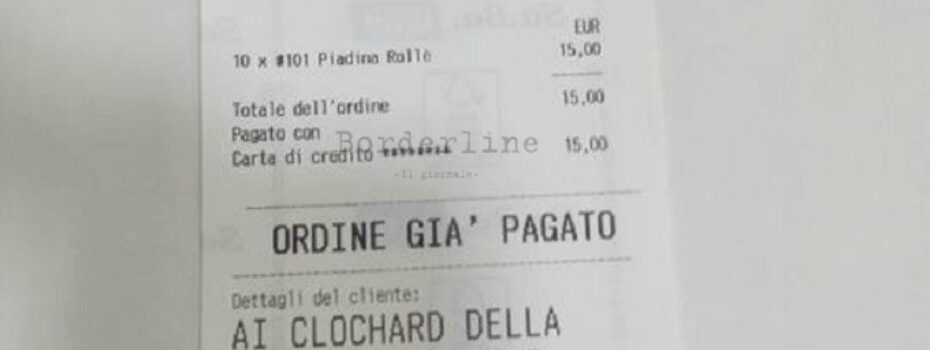 EUR
10 x #101 Piadina Rollè 15,00
Totale dell'ordine 15,00
Pagato con
Carta di credito ******** 15,00
Borderline
-Il giornale-
ORDINE GIA' PAGATO
Dettagli del cliente:
AI CLOCHARD DELLA